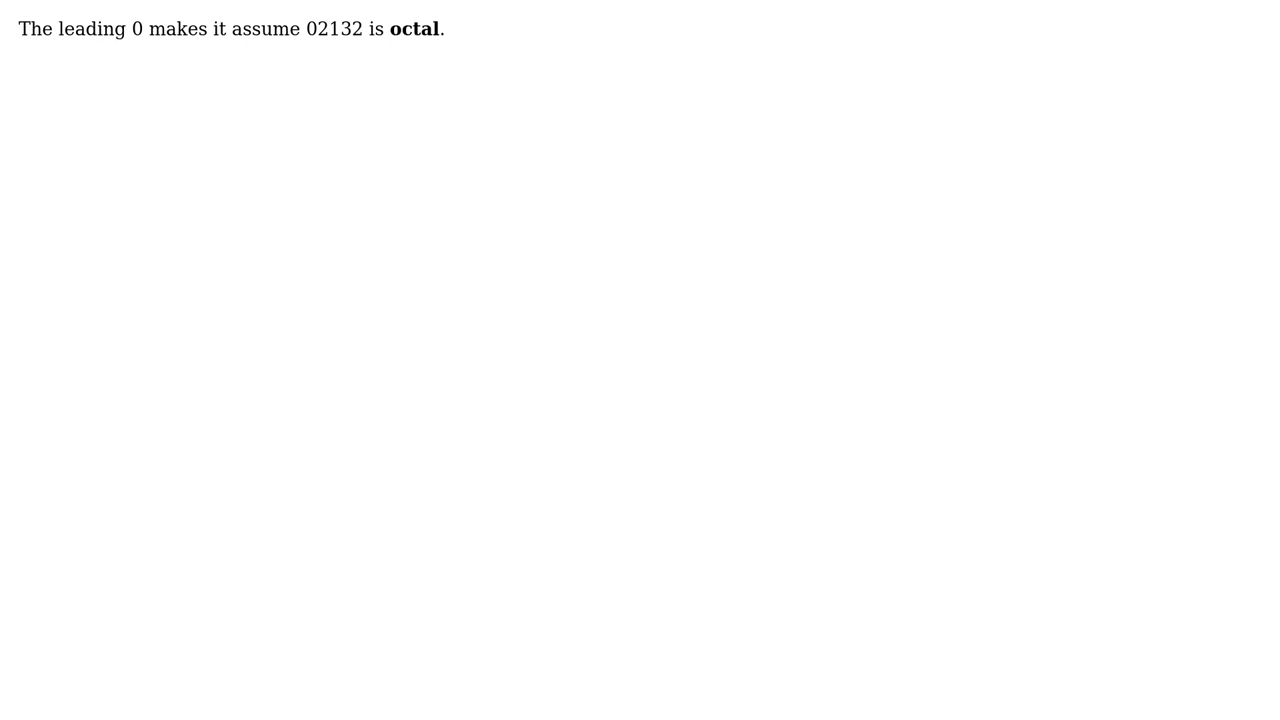 The leading 0 makes it assume 02132 is octal.